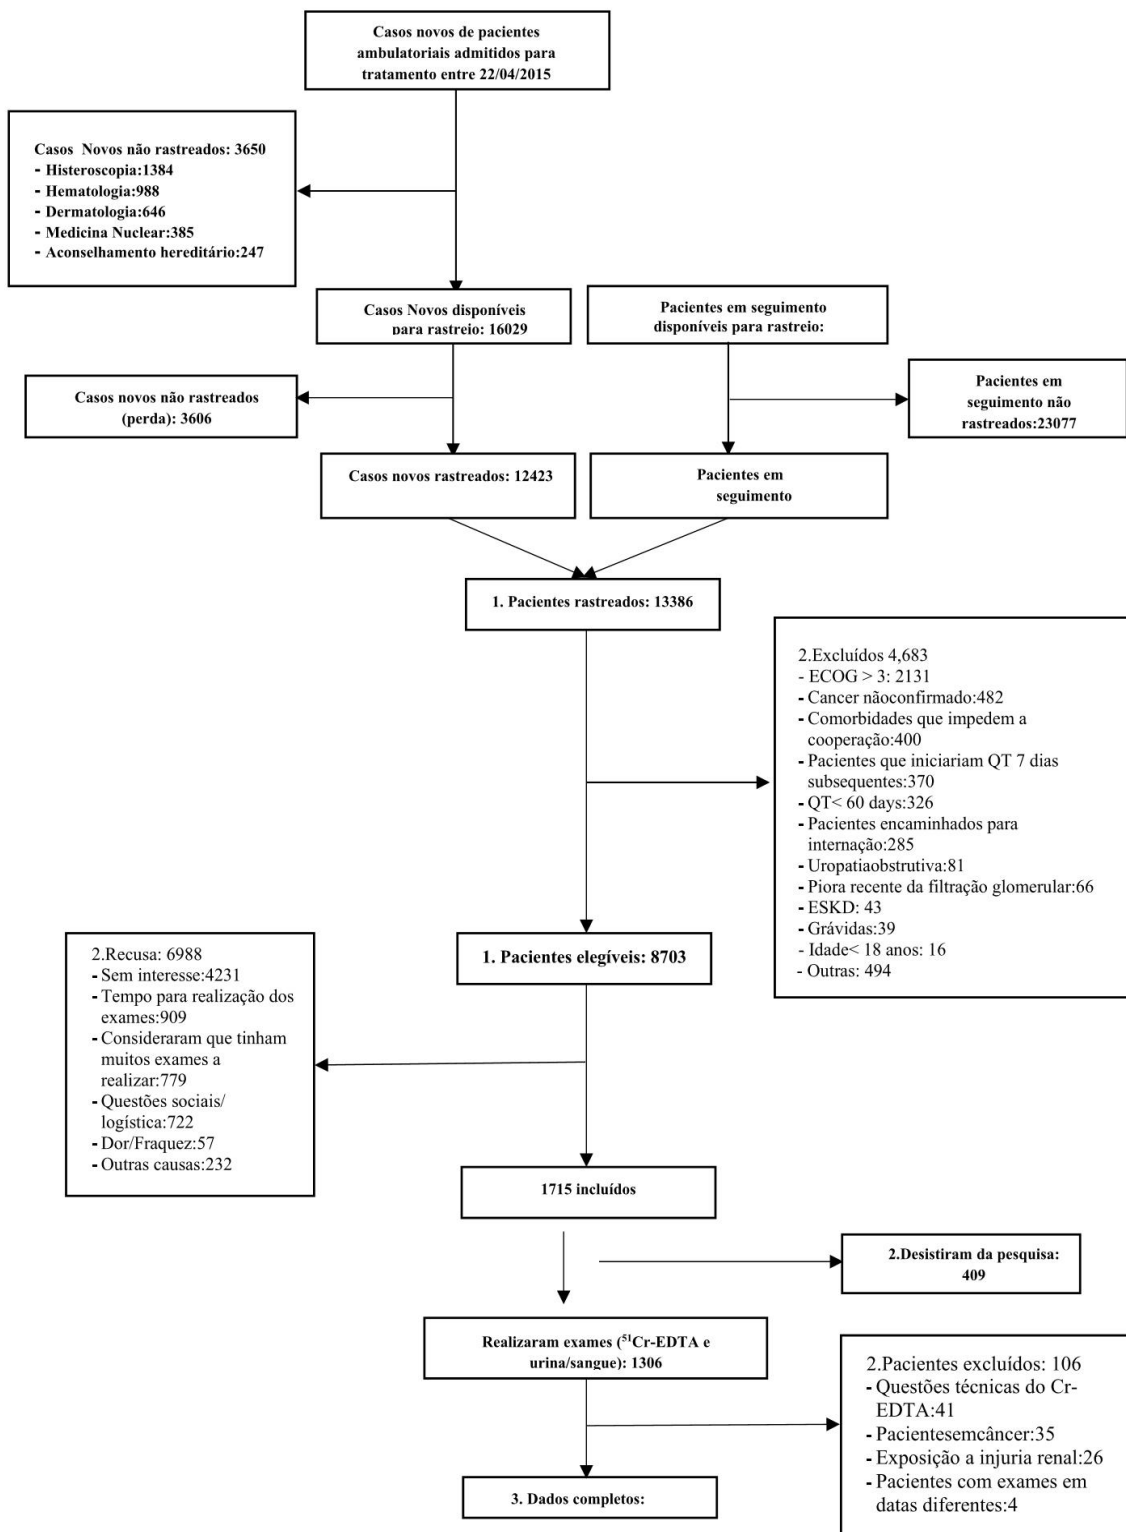 Casos novos de pacientes
ambulatoriais admitidos para
tratamento entre 22/04/2015
Casos Novos não rastreados: 3650
- Histeroscopia:1384
- Hematologia:988
- Dermatologia:646
- Medicina Nuclear:385
- Aconselhamento hereditário:247
Casos Novos disponíveis
para rastreio: 16029
Pacientes em seguimento
disponíveis para rastreio:
Casos novos não rastreados
(perda): 3606
Pacientes em
seguimento não
rastreados:23077
Casos novos rastreados: 12423
Pacientes em
seguimento
1. Pacientes rastreados: 13386
2.Excluídos 4,683
- ECOG > 3: 2131
- Cancer nãoconfirmado:482
- Comorbidades que impedem a
cooperação:400
- Pacientes que iniciariam QT 7 dias
subsequentes:370
- QT< 60 days:326
- Pacientes encaminhados para
internação:285
- Uropatiaobstrutiva:81
- Piora recente da filtração glomerular:66
- ESKD: 43
- Grávidas:39
- Idade< 18 anos: 16
- Outras: 494
1. Pacientes elegíveis: 8703
2.Recusa: 6988
- Sem interesse:4231
- Tempo para realização dos
exames:909
- Consideraram que tinham
muitos exames a
realizar:779
- Questões sociais/
logística:722
- Dor/Fraquez:57
- Outras causas:232
1715 incluídos
2.Desistiram da pesquisa:
409
Realizaram exames (⁵¹Cr-EDTA e
urina/sangue): 1306
2.Pacientes excluídos: 106
- Questões técnicas do Cr-
EDTA:41
- Pacientesemcâncer:35
- Exposição a injuria renal:26
- Pacientes com exames em
datas diferentes:4
3. Dados completos: